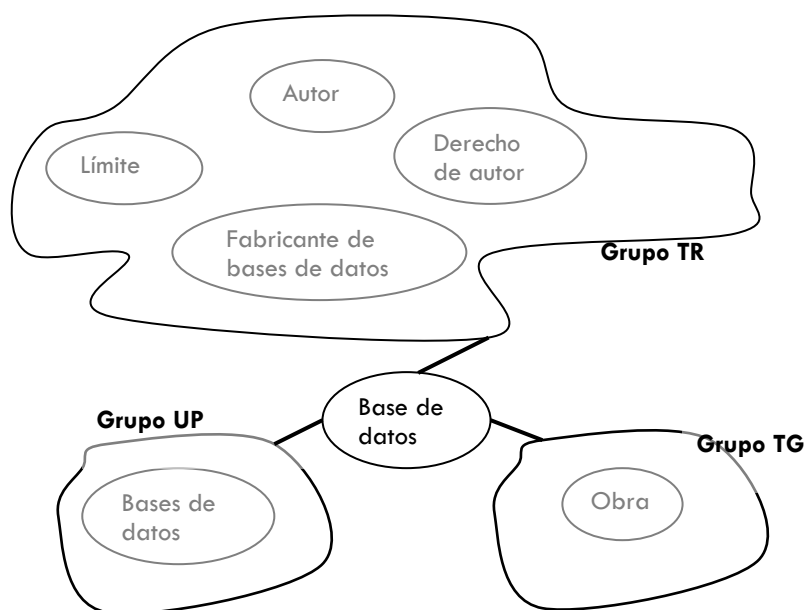 Autor
Derecho
de autor
Límite
Fabricante de
bases de datos
Grupo TR
Base de
datos
Grupo UP
Grupo TG
Bases de
datos
Obra